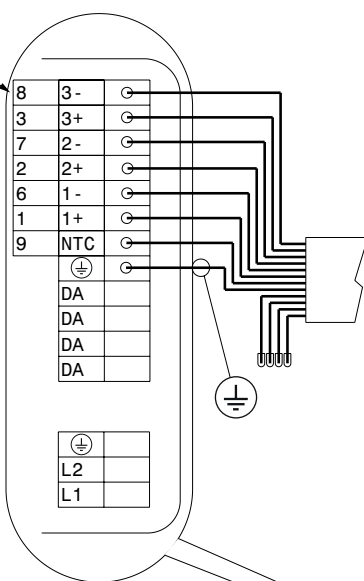 8 3-
3 3+
7 2-
2 2+
6 1-
1 1+
9 NTC
DA
DA
DA
DA
L2
L1